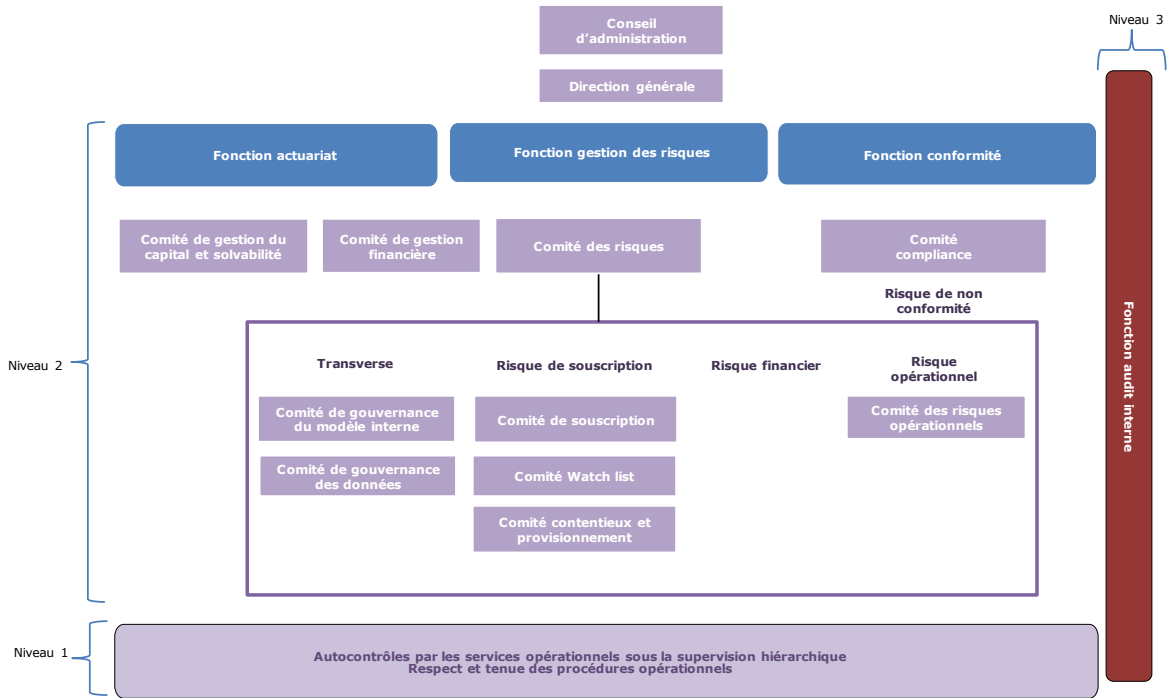 Niveau 3
Conseil
d'administration
Direction générale
Fonction actuariat
Fonction gestion des risques
Fonction conformité
Comité de gestion du
capital et solvabilité
Comité de gestion
financière
Comité des risques
Comité
compliance
Risque de non
conformité
Niveau 2
Transverse
Risque de souscription
Risque financier
Risque
opérationnel
Comité de gouvernance
du modèle interne
Comité de souscription
Comité des risques
opérationnels
Comité de gouvernance
des données
Comité Watch list
Comité contentieux et
provisionnement
Fonction audit interne
Niveau 1
Autocontrôles par les services opérationnels sous la supervision hiérarchique
Respect et tenue des procédures opérationnels